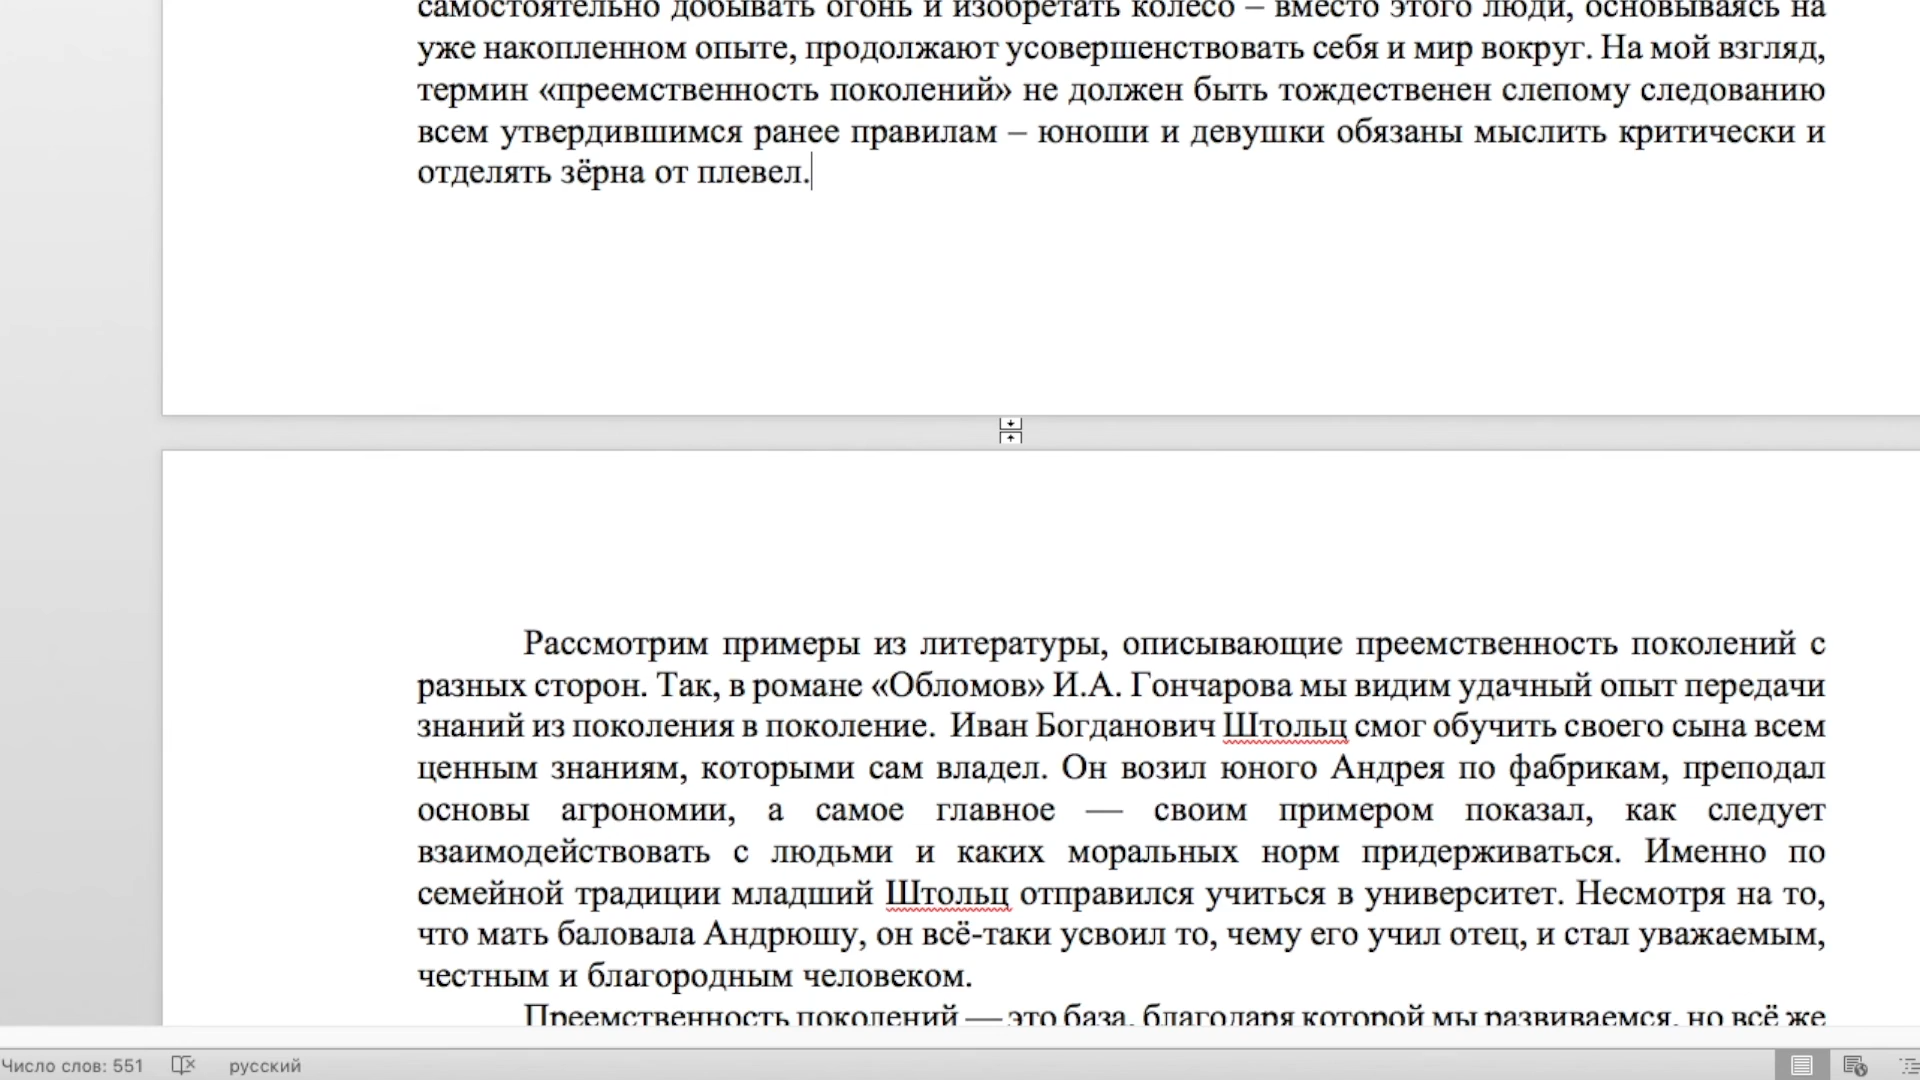 самостоятельно добывать огонь и изобретать колесо – вместо этого люди, основываясь на
уже накопленном опыте, продолжают усовершенствовать себя и мир вокруг. На мой взгляд,
термин «преемственность поколений» не должен быть тождественен слепому следованию
всем утвердившимся ранее правилам – юноши и девушки обязаны мыслить критически и
отделять зёрна от плевел.
Рассмотрим примеры из литературы, описывающие преемственность поколений с
разных сторон. Так, в романе «Обломов» И.А. Гончарова мы видим удачный опыт передачи
знаний из поколения в поколение.  Иван Богданович Штольц смог обучить своего сына всем
ценным знаниям, которыми сам владел. Он возил юного Андрея по фабрикам, преподал
основы агрономии, а самое главное — своим примером показал, как следует
взаимодействовать с людьми и каких моральных норм придерживаться. Именно по
семейной традиции младший Штольц отправился учиться в университет. Несмотря на то,
что мать баловала Андрюшу, он всё-таки усвоил то, чему его учил отец, и стал уважаемым,
честным и благородным человеком.
Преемственность поколений — это база, благодаря которой мы развиваемся, но всё же
Число слов: 551 русский